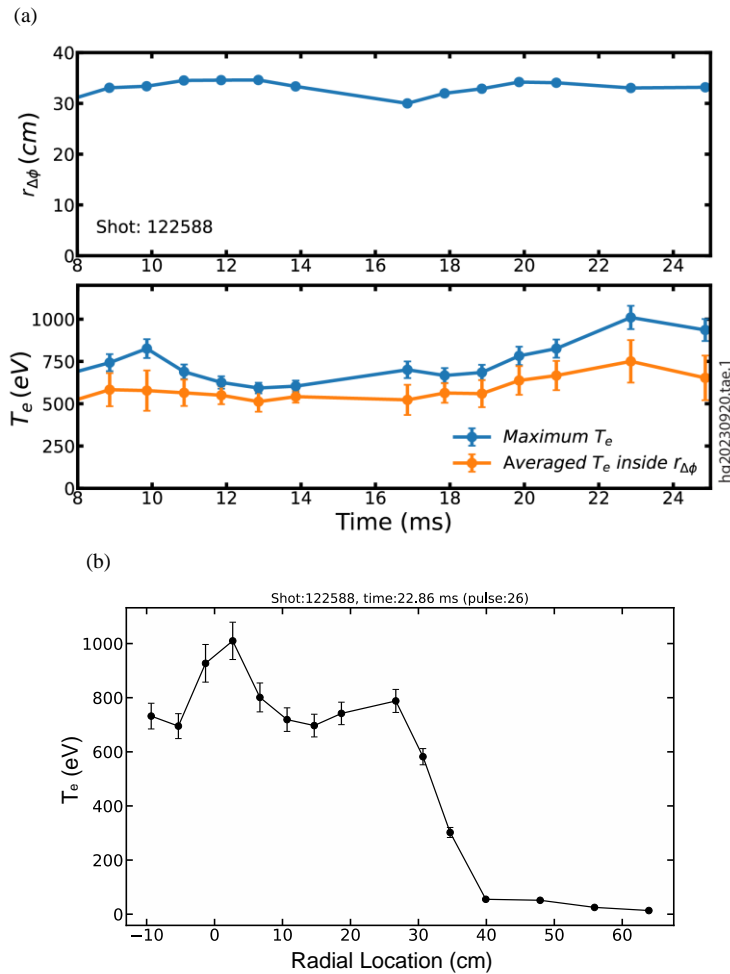 (a)
40
30
20
10
0
r_Δϕ (cm)
Shot: 122588
8 10 12 14 16 18 20 22 24
1000
750
500
250
0
T_e (eV)
Maximum T_e
Averaged T_e inside r_Δϕ
8 10 12 14 16 18 20 22 24
Time (ms)
hg20230920.tae.1
(b)
Shot:122588, time:22.86 ms (pulse:26)
1000
800
600
400
200
0
T_e (eV)
−10 0 10 20 30 40 50 60
Radial Location (cm)